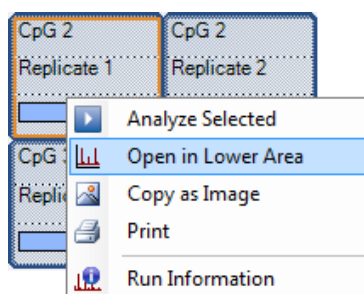 CpG 2 CpG 2
Replicate 1 Replicate 2
Analyze Selected
CpG Open in Lower Area
Copy as Image
Print
Run Information